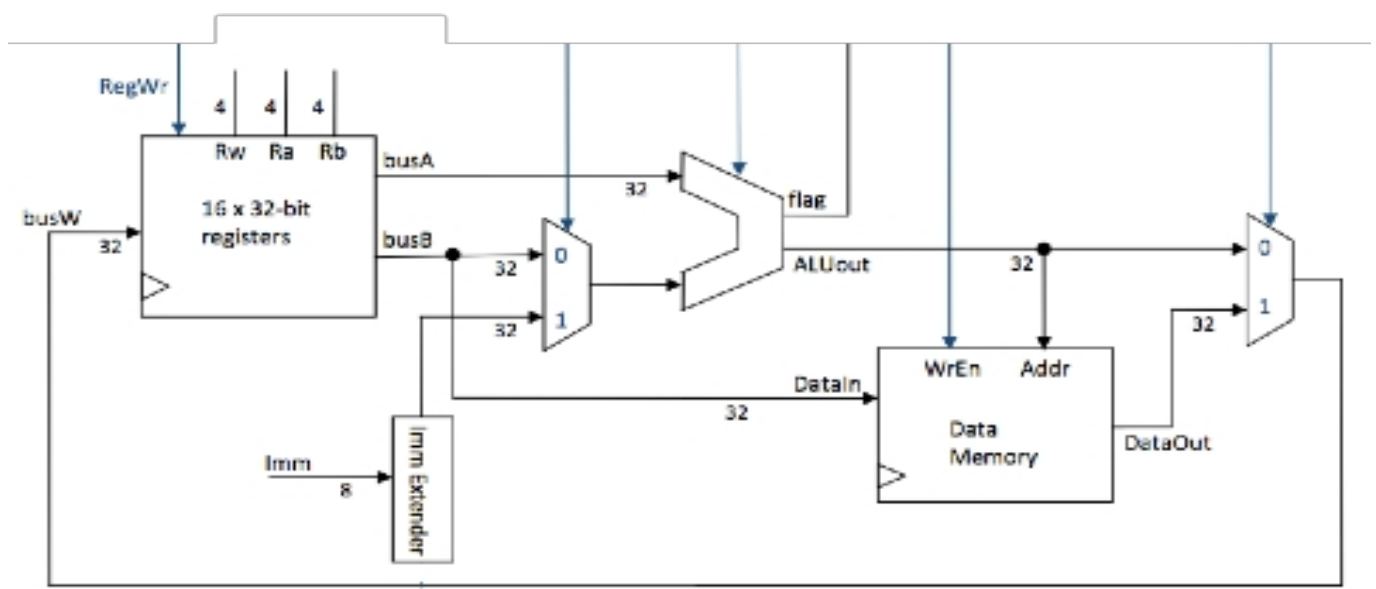 RegWr
4
4
4
Rw
Ra
Rb
busA
32
flag
16 x 32-bit
registers
busW
32
busB
32
0
1
32
ALUout
32
0
1
32
WrEn
Addr
DataIn
32
Data
Memory
DataOut
Imm
8
Imm Extender